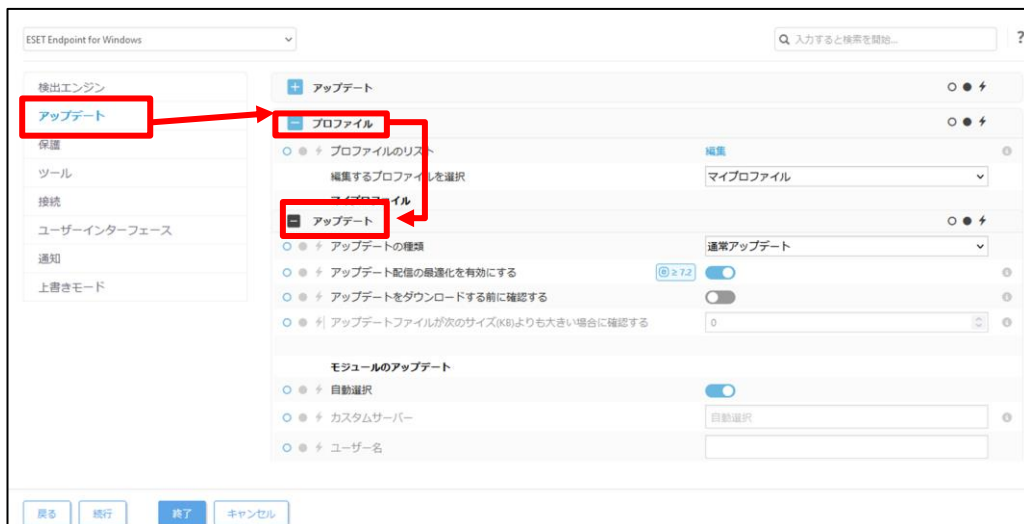 ESET Endpoint for Windows
入力すると検索を開始...
?
検出エンジン
アップデート
保護
ツール
接続
ユーザーインターフェース
通知
上書きモード
アップデート
プロファイル
プロファイルのリスト 編集
編集するプロファイルを選択 マイプロファイル
マイプロファイル
アップデート
アップデートの種類 通常アップデート
アップデート配信の最適化を有効にする ≥ 7.2
アップデートをダウンロードする前に確認する
アップデートファイルが次のサイズ(KB)よりも大きい場合に確認する 0
モジュールのアップデート
自動選択
カスタムサーバー 自動選択
ユーザー名
戻る 続行 終了 キャンセル